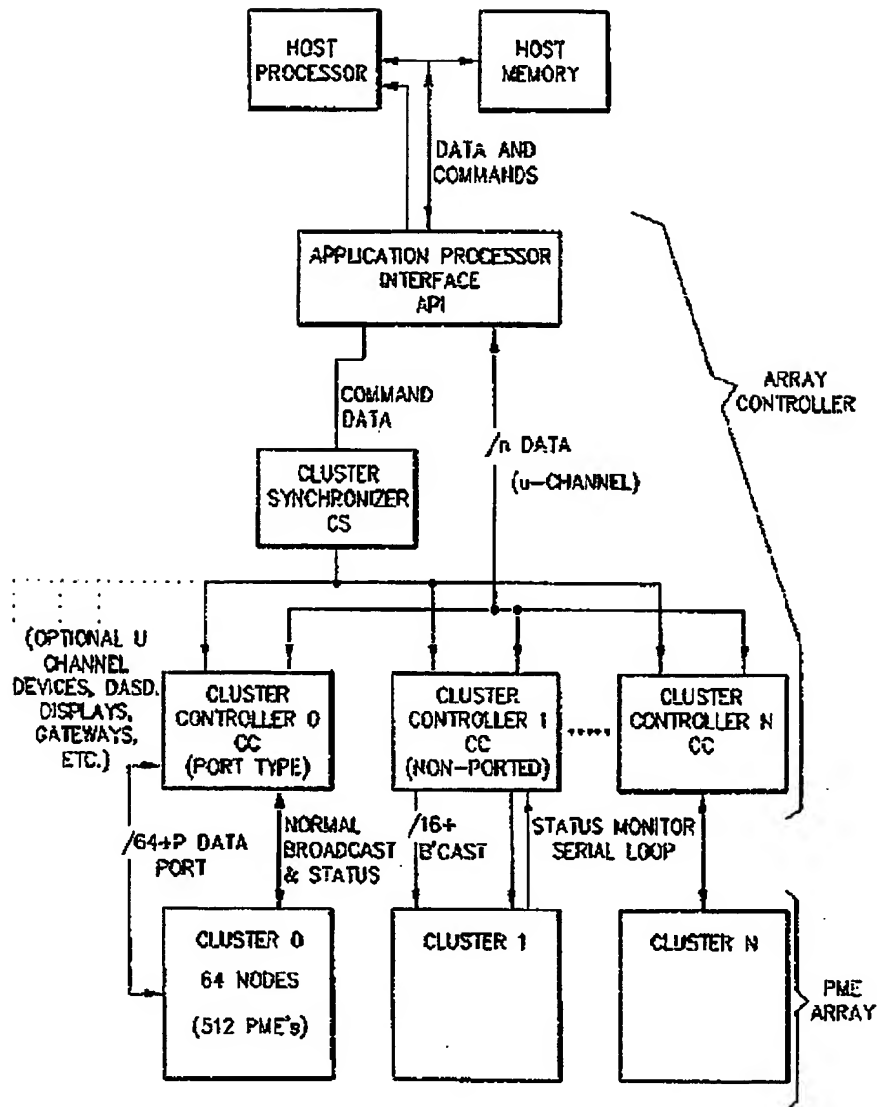 HOST
PROCESSOR
HOST
MEMORY
DATA AND
COMMANDS
APPLICATION PROCESSOR
INTERFACE
API
ARRAY
CONTROLLER
COMMAND
DATA
/n DATA
(u-CHANNEL)
CLUSTER
SYNCHRONIZER
CS
(OPTIONAL U
CHANNEL
DEVICES, DASD,
DISPLAYS,
GATEWAYS,
ETC.)
CLUSTER
CONTROLLER 0
CC
(PORT TYPE)
CLUSTER
CONTROLLER 1
CC
(NON-PORTED)
CLUSTER
CONTROLLER N
CC
/64+P DATA
PORT
NORMAL
BROADCAST
& STATUS
/16+
B'CAST
STATUS MONITOR
SERIAL LOOP
CLUSTER 0
64 NODES
(512 PME's)
CLUSTER 1
CLUSTER N
PME
ARRAY